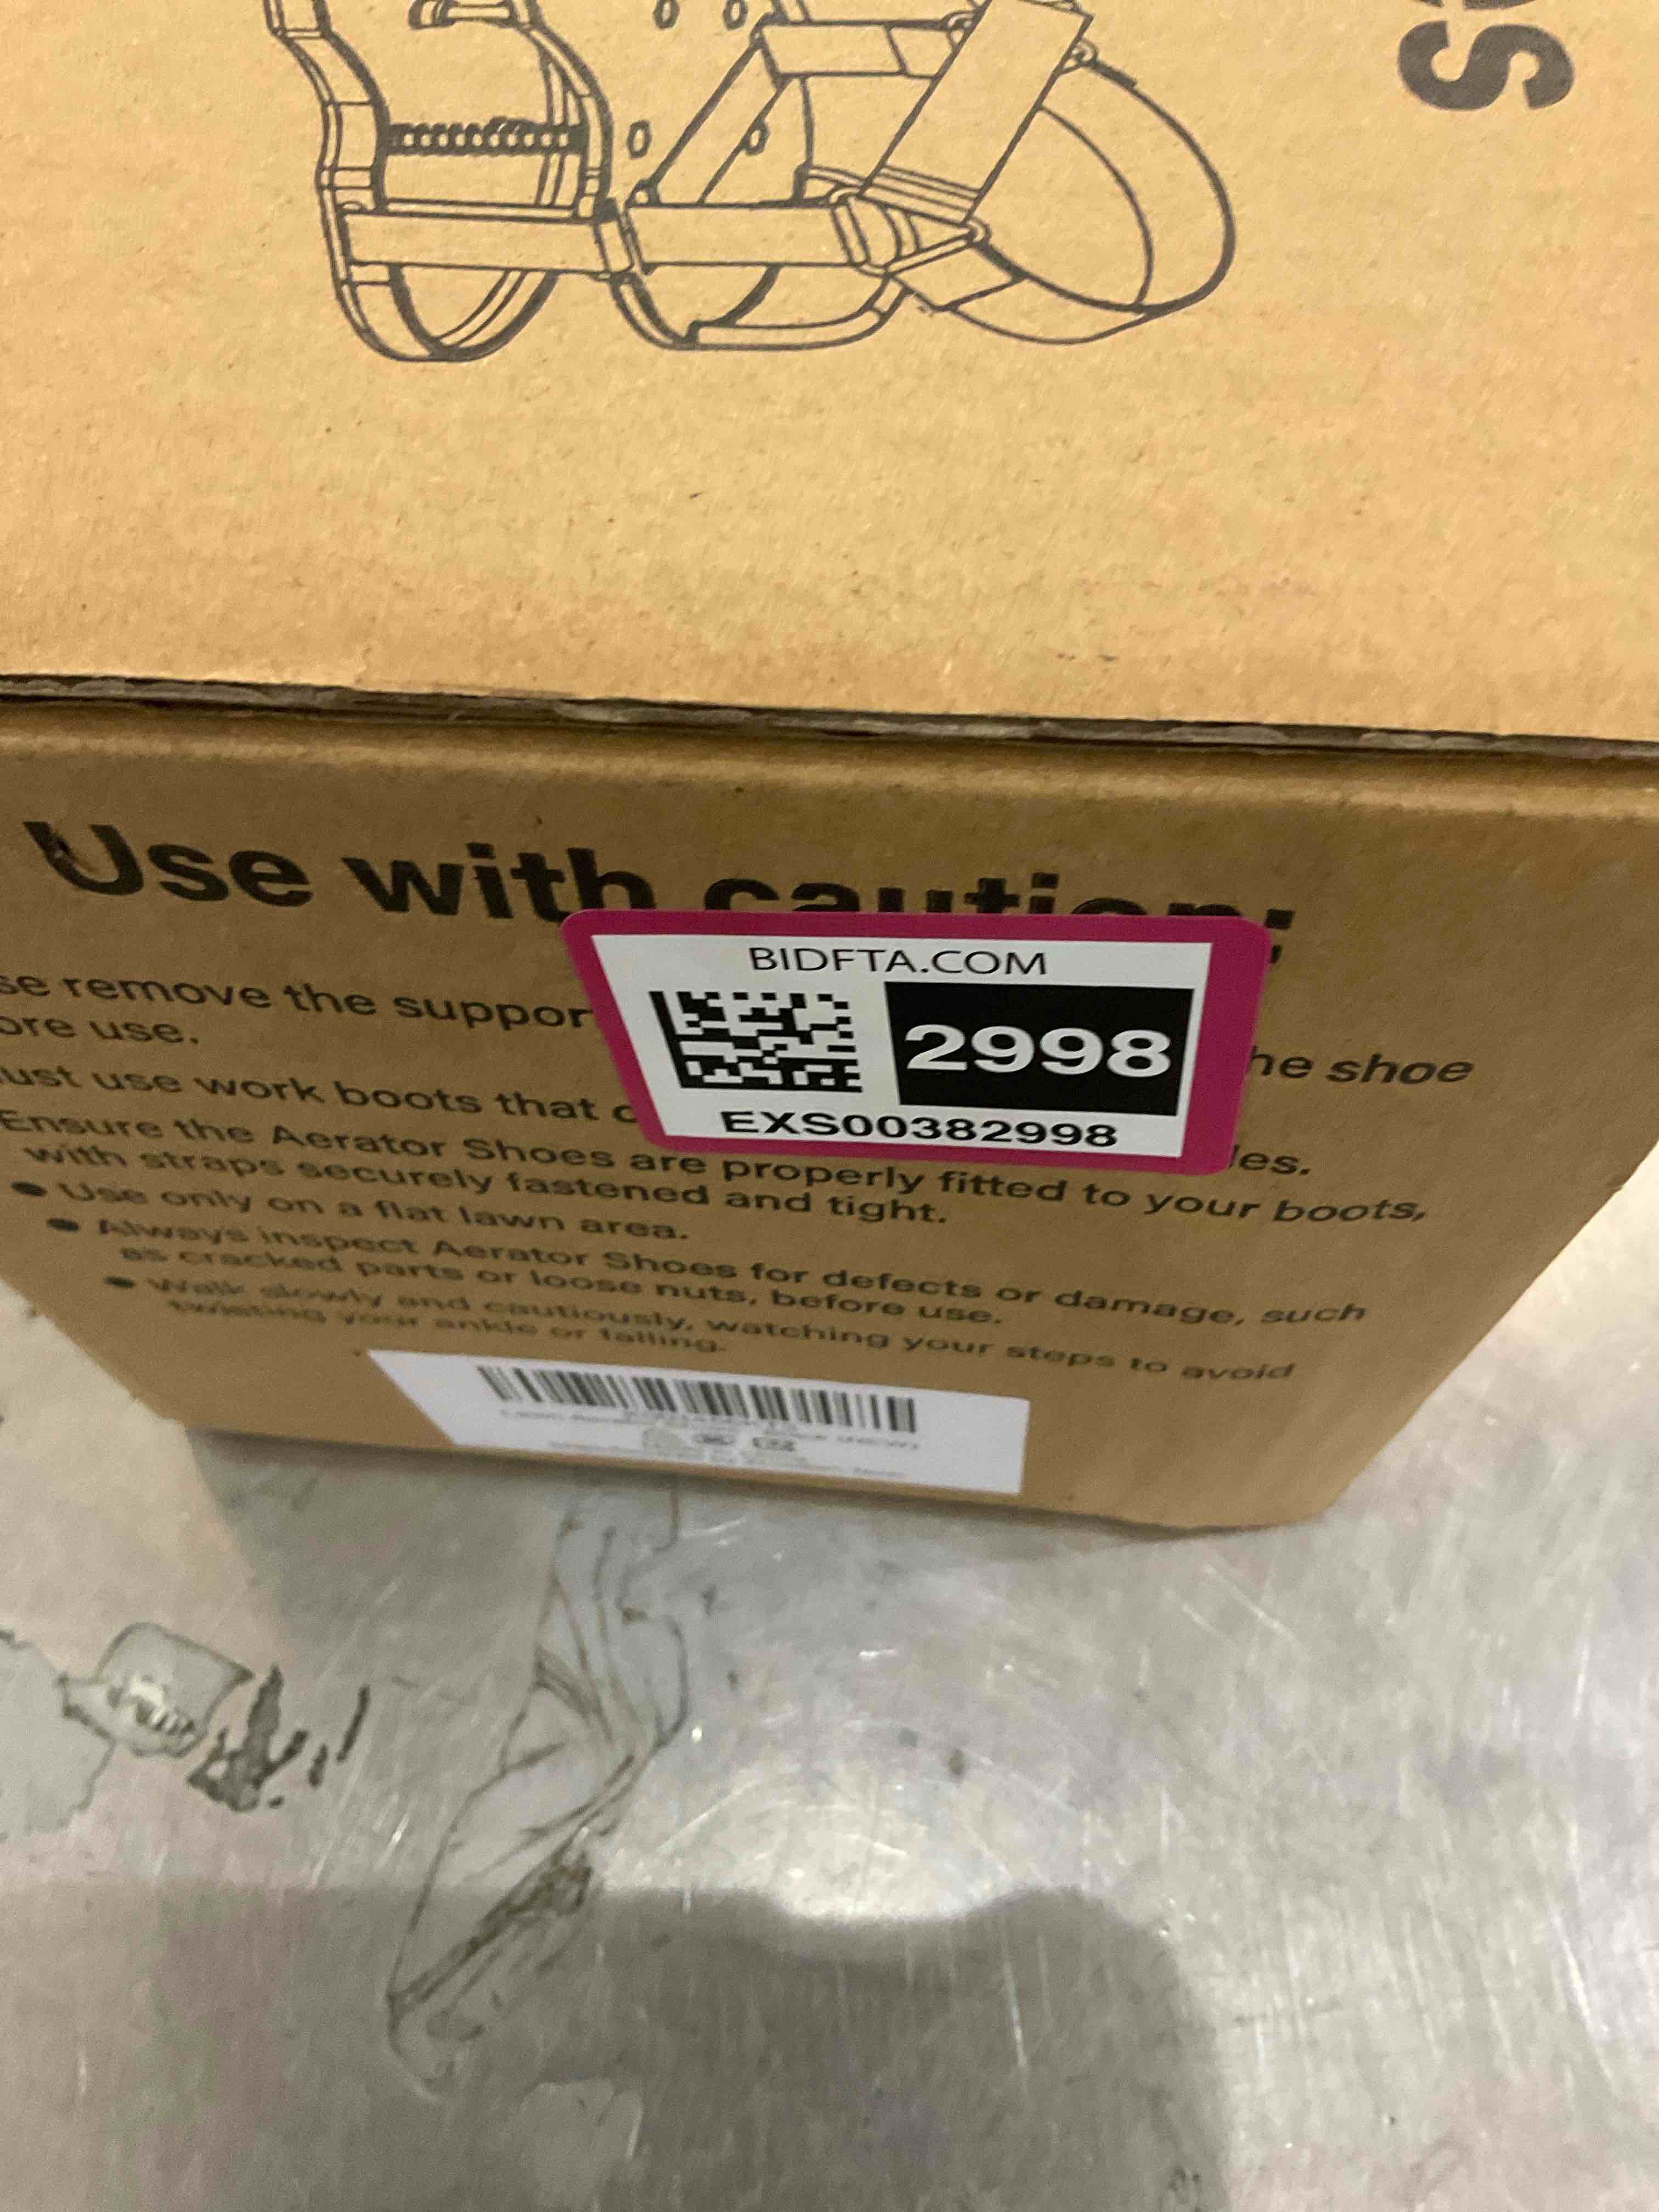 s
Use with caution:
se remove the suppor
he shoe
ore use.
ust use work boots that
les.
Ensure the Aerator Shoes are properly fitted to your boots,
with straps securely fastened and tight.
● Use only on a flat lawn area.
● Always inspect Aerator Shoes for defects or damage, such
as cracked parts or loose nuts, before use.
● Walk slowly and cautiously, watching your steps to avoid
twisting your ankle or falling.
BIDFTA.COM
2998
EXS00382998